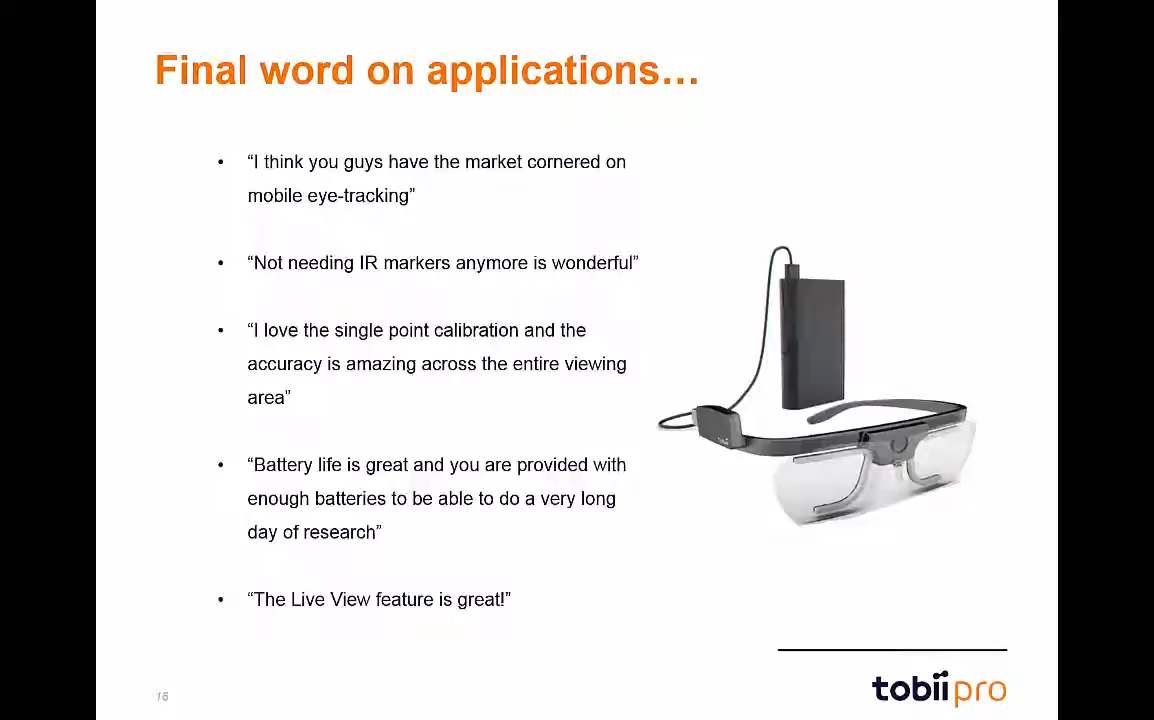 Final word on applications…
• “I think you guys have the market cornered on
mobile eye-tracking”
• “Not needing IR markers anymore is wonderful”
• “I love the single point calibration and the
accuracy is amazing across the entire viewing
area”
• “Battery life is great and you are provided with
enough batteries to be able to do a very long
day of research”
• “The Live View feature is great!”
tobii
tobii pro